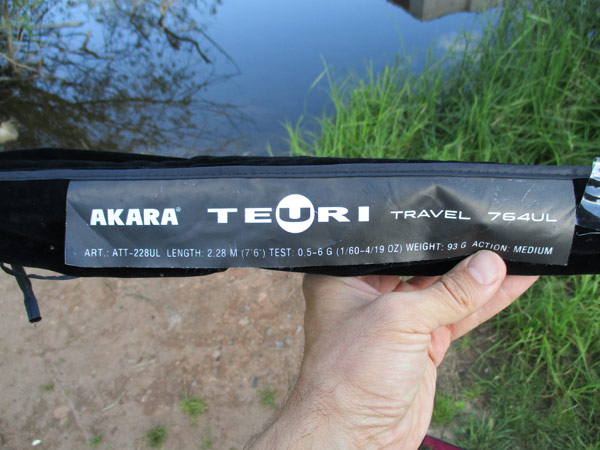 AKARA® TEURI TRAVEL 764UL
ART.: ATT-228UL LENGTH: 2.28 M (7'6') TEST: 0.5-6 G (1/60-4/19 OZ) WEIGHT: 93 G ACTION: MEDIUM